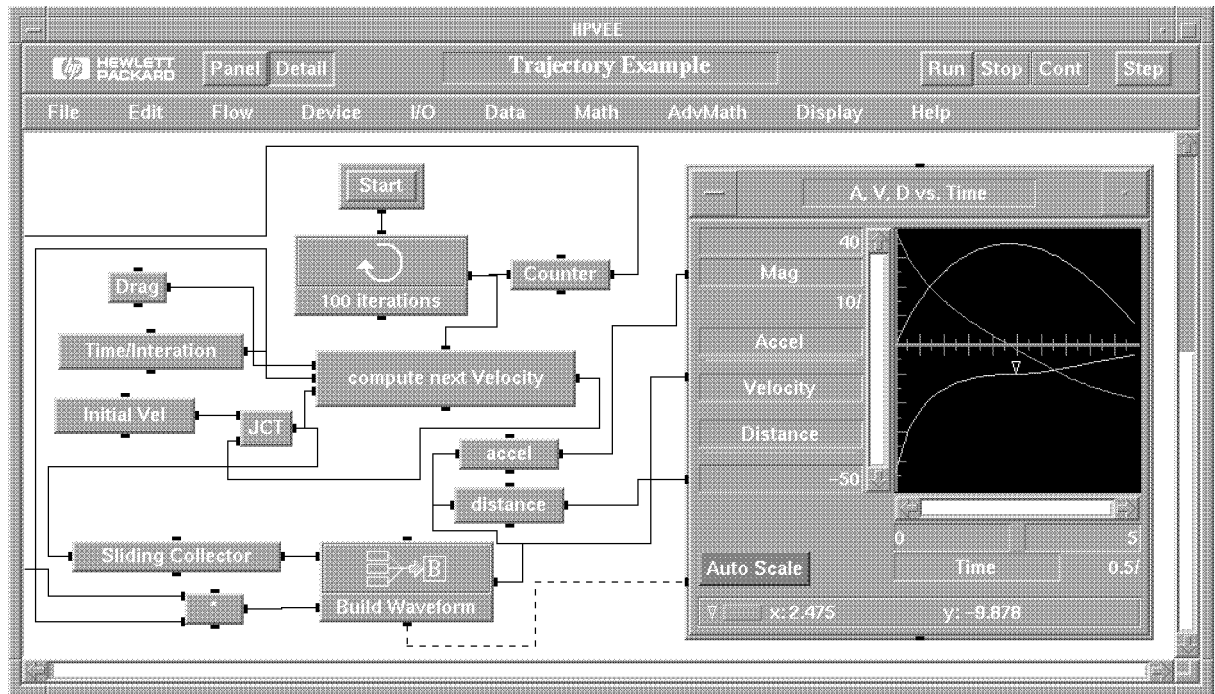 HPVEE
hp HEWLETT PACKARD Panel Detail Trajectory Example Run Stop Cont Step
File Edit Flow Device I/O Data Math AdvMath Display Help
Start
100 iterations
Counter
Drag
Time/Interation
compute next Velocity
Initial Vel
JCT
accel
distance
Sliding Collector
*
B
Build Waveform
A, V, D vs. Time
40
Mag
10/
Accel
Velocity
Distance
-50
0 5
Auto Scale Time 0.5/
x: 2.475 y: -9.878